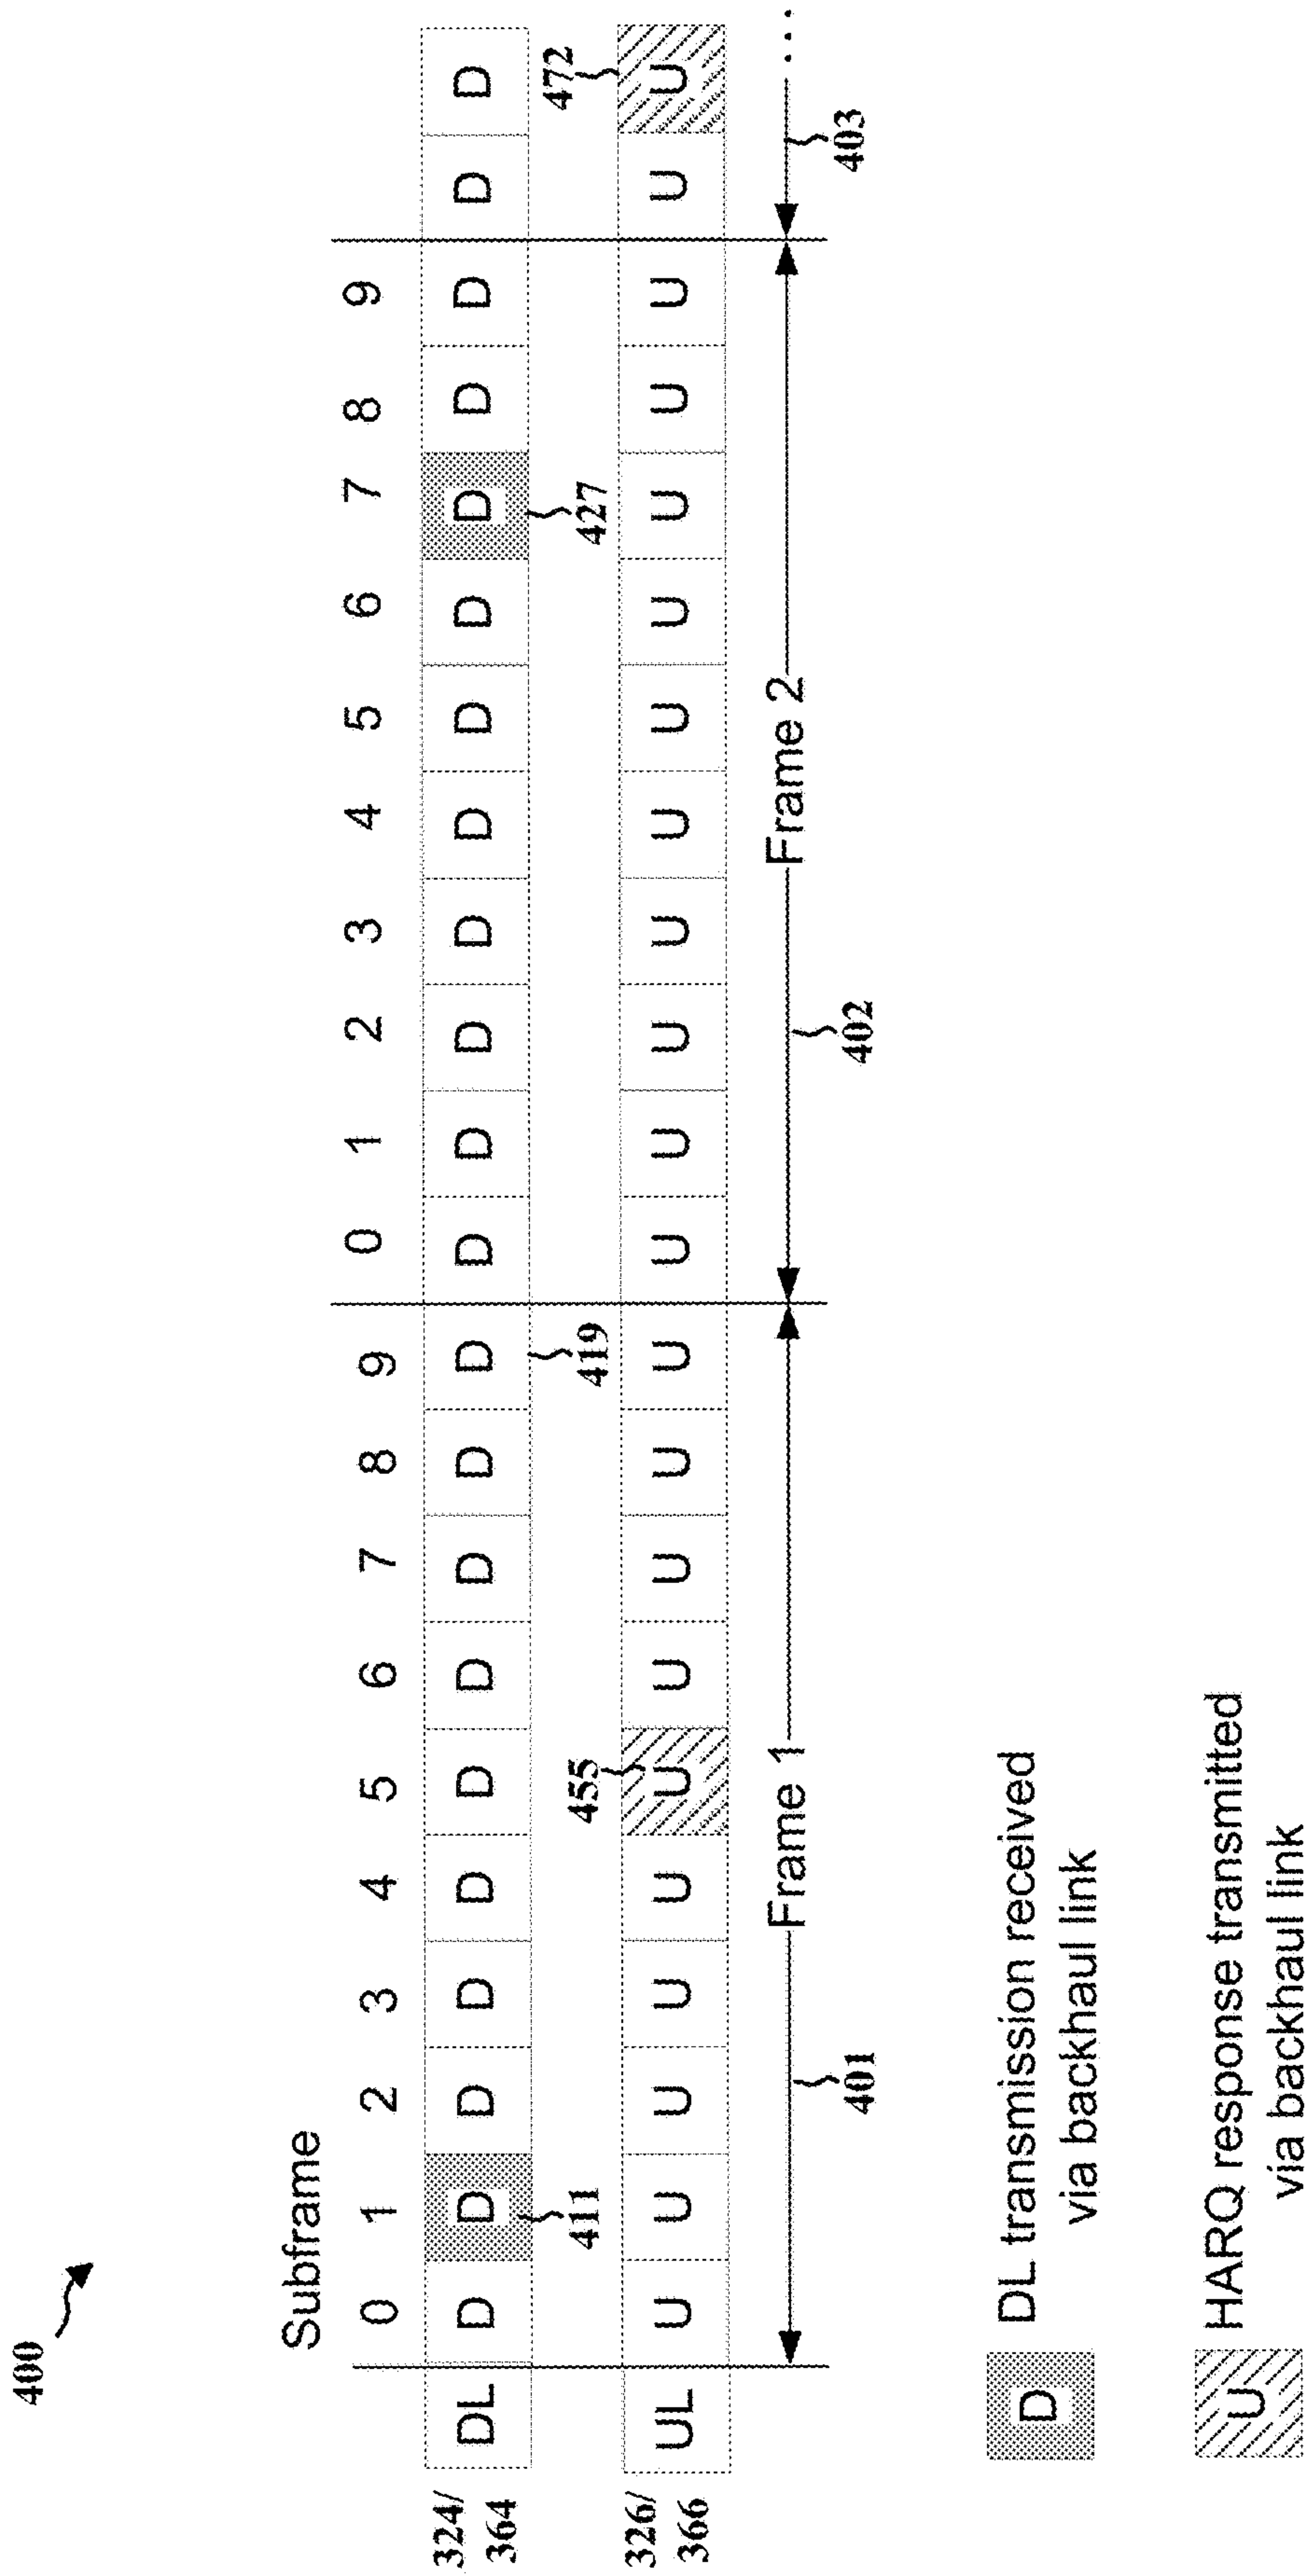 400
Subframe
0 1 2 3 4 5 6 7 8 9 0 1 2 3 4 5 6 7 8 9
324/
364
DL D D D D D D D D D D D D D D D D D D D D D D
411 419 427
455 472
326/
366
UL U U U U U U U U U U U U U U U U U U U U U U
Frame 1 Frame 2 ...
401 402 403
D DL transmission received
via backhaul link
U HARQ response transmitted
via backhaul link